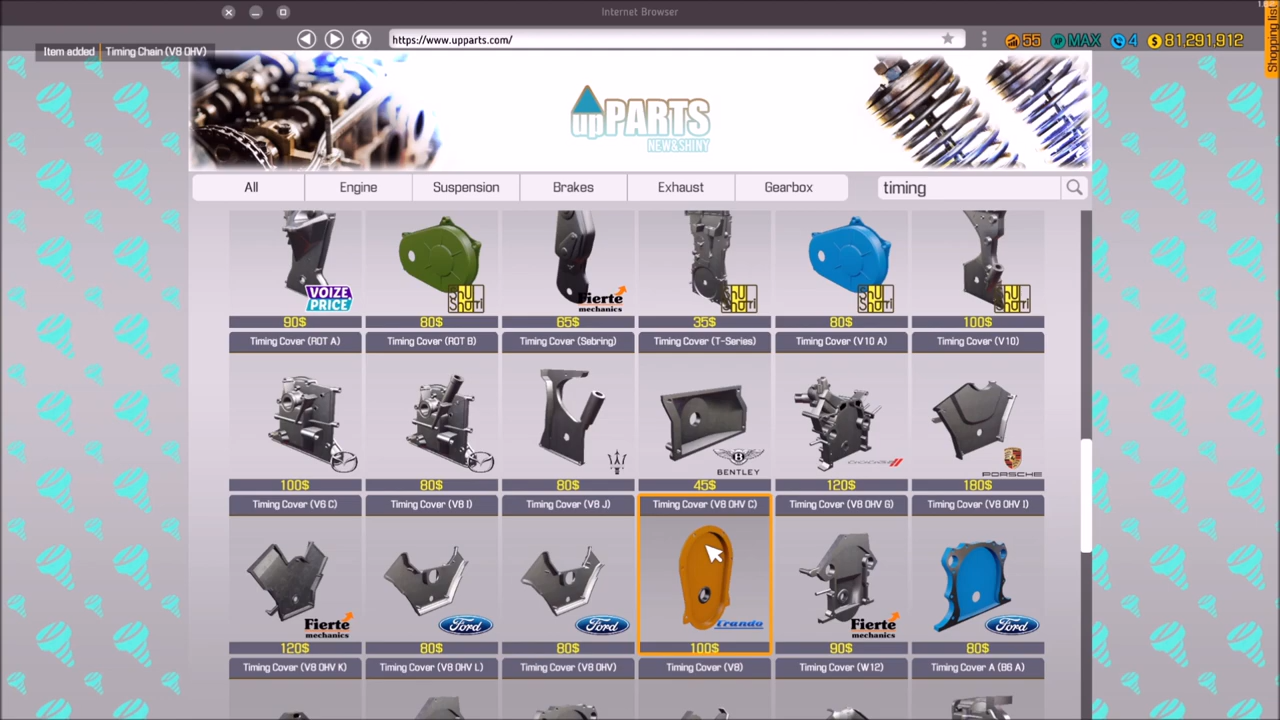 Internet Browser
https://www.upparts.com/
55 MAX 4 $ 81,291,912
Shopping list
Item added | Timing Chain (V8 OHV)
upPARTS
NEW&SHINY
All Engine Suspension Brakes Exhaust Gearbox timing
VOIZE PRICE
Fierte mechanics
90$ 80$ 65$ 35$ 80$ 100$
Timing Cover (ROT A) Timing Cover (ROT B) Timing Cover (Sebring) Timing Cover (T-Series) Timing Cover (V10 A) Timing Cover (V10)
BENTLEY
PORSCHE
100$ 80$ 80$ 45$ 120$ 180$
Timing Cover (V6 C) Timing Cover (V8 I) Timing Cover (V8 J) Timing Cover (V8 OHV C) Timing Cover (V8 OHV G) Timing Cover (V8 OHV I)
Fierte mechanics Ford Ford Trando Fierte mechanics Ford
120$ 80$ 80$ 100$ 90$ 80$
Timing Cover (V8 OHV K) Timing Cover (V8 OHV L) Timing Cover (V8 OHV) Timing Cover (V8) Timing Cover (W12) Timing Cover A (B6 A)